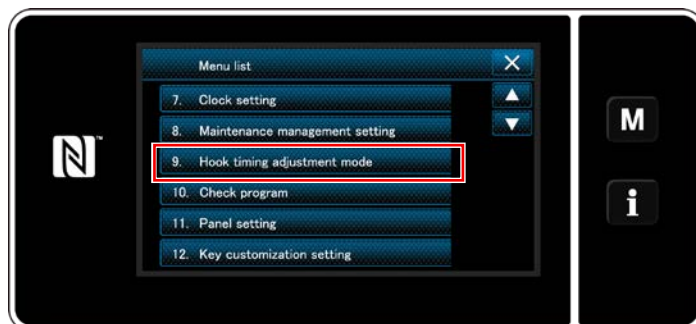 Menu list
7. Clock setting
8. Maintenance management setting
9. Hook timing adjustment mode
10. Check program
11. Panel setting
12. Key customization setting
N
M
i